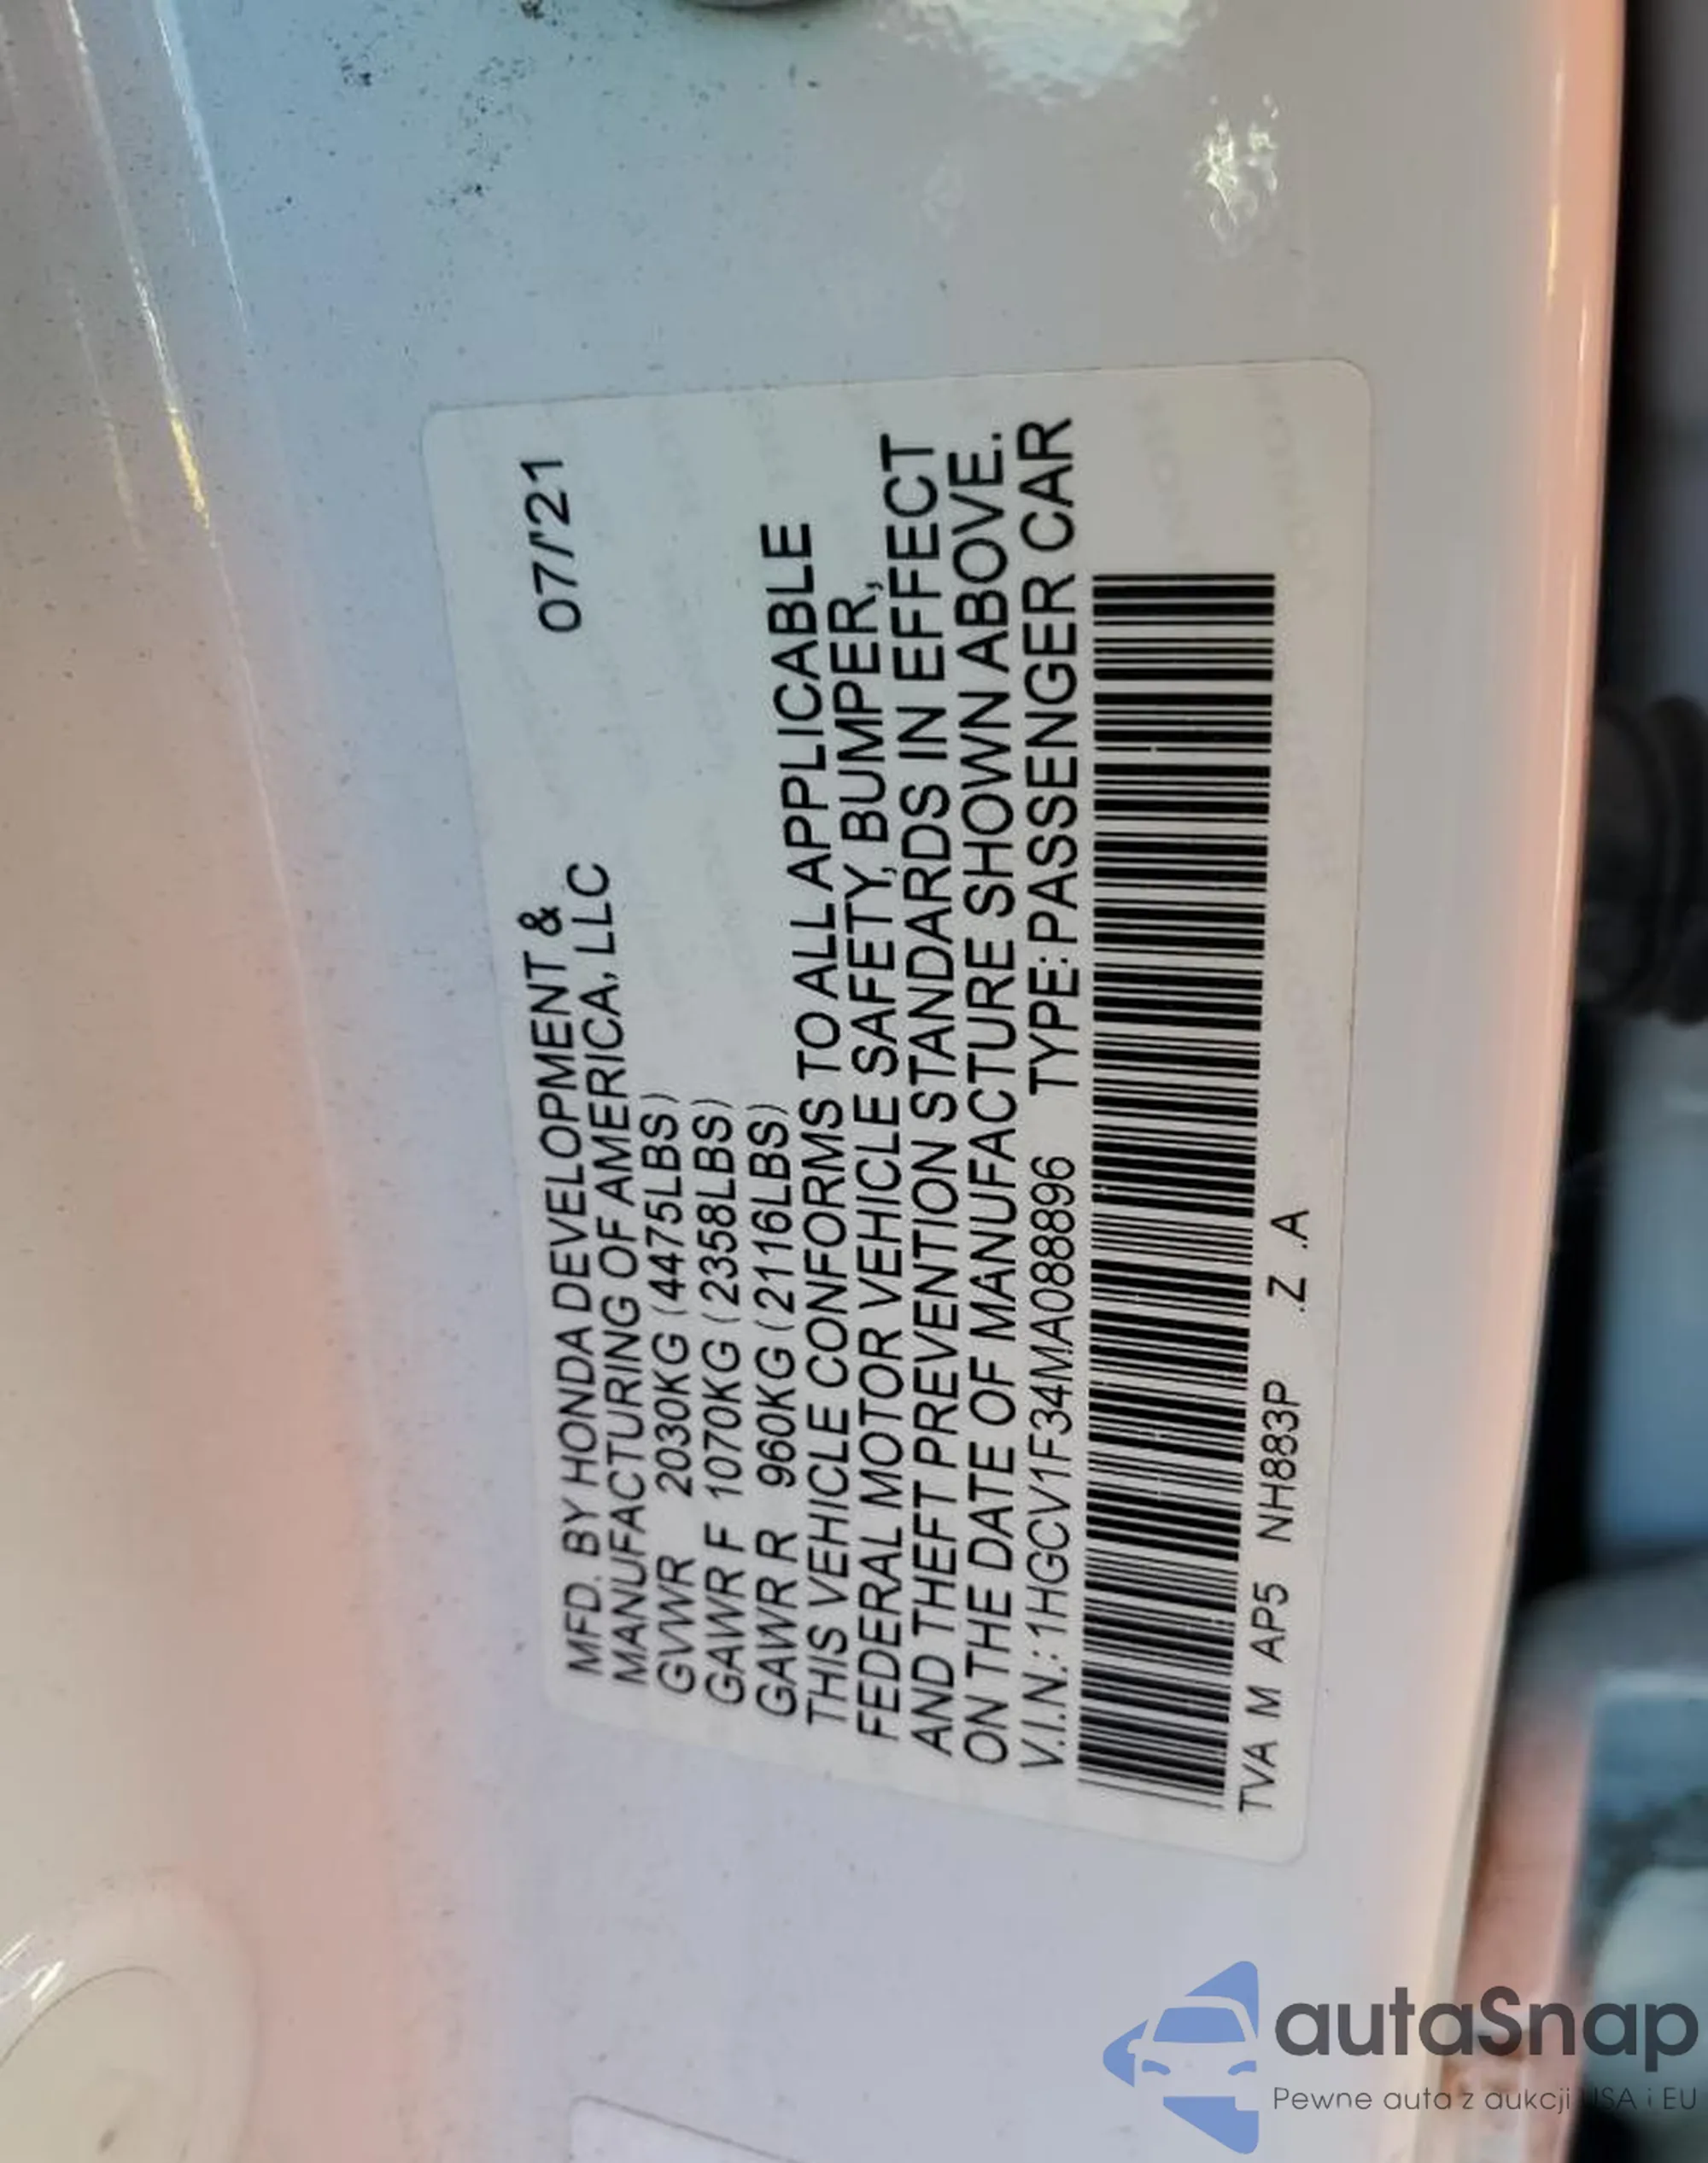 MFD. BY HONDA DEVELOPMENT &
MANUFACTURING OF AMERICA, LLC
07/'21
GVWR 2030KG (4475LBS)
GAWR F 1070KG (2358LBS)
GAWR R 960KG (2116LBS)
THIS VEHICLE CONFORMS TO ALL APPLICABLE
FEDERAL MOTOR VEHICLE SAFETY, BUMPER,
AND THEFT PREVENTION STANDARDS IN EFFECT
ON THE DATE OF MANUFACTURE SHOWN ABOVE.
V.I.N.: 1HGCV1F34MA088896 TYPE: PASSENGER CAR
TVA M AP5 NH883P .Z .A
autaSnap
Pewne auta z aukcji USA i EU